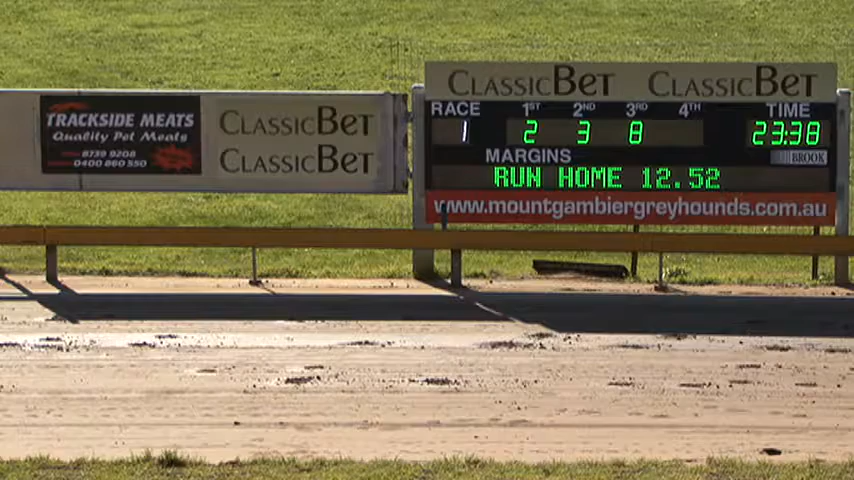 TRACKSIDE MEATS
Quality Pet Meats
8739 9208
0400 860 550
CLASSICBET
CLASSICBET
CLASSICBET CLASSICBET
RACE 1ST 2ND 3RD 4TH TIME
1 2 3 8 23:38
BROOK
MARGINS
RUN HOME 12.52
www.mountgambiergreyhounds.com.au